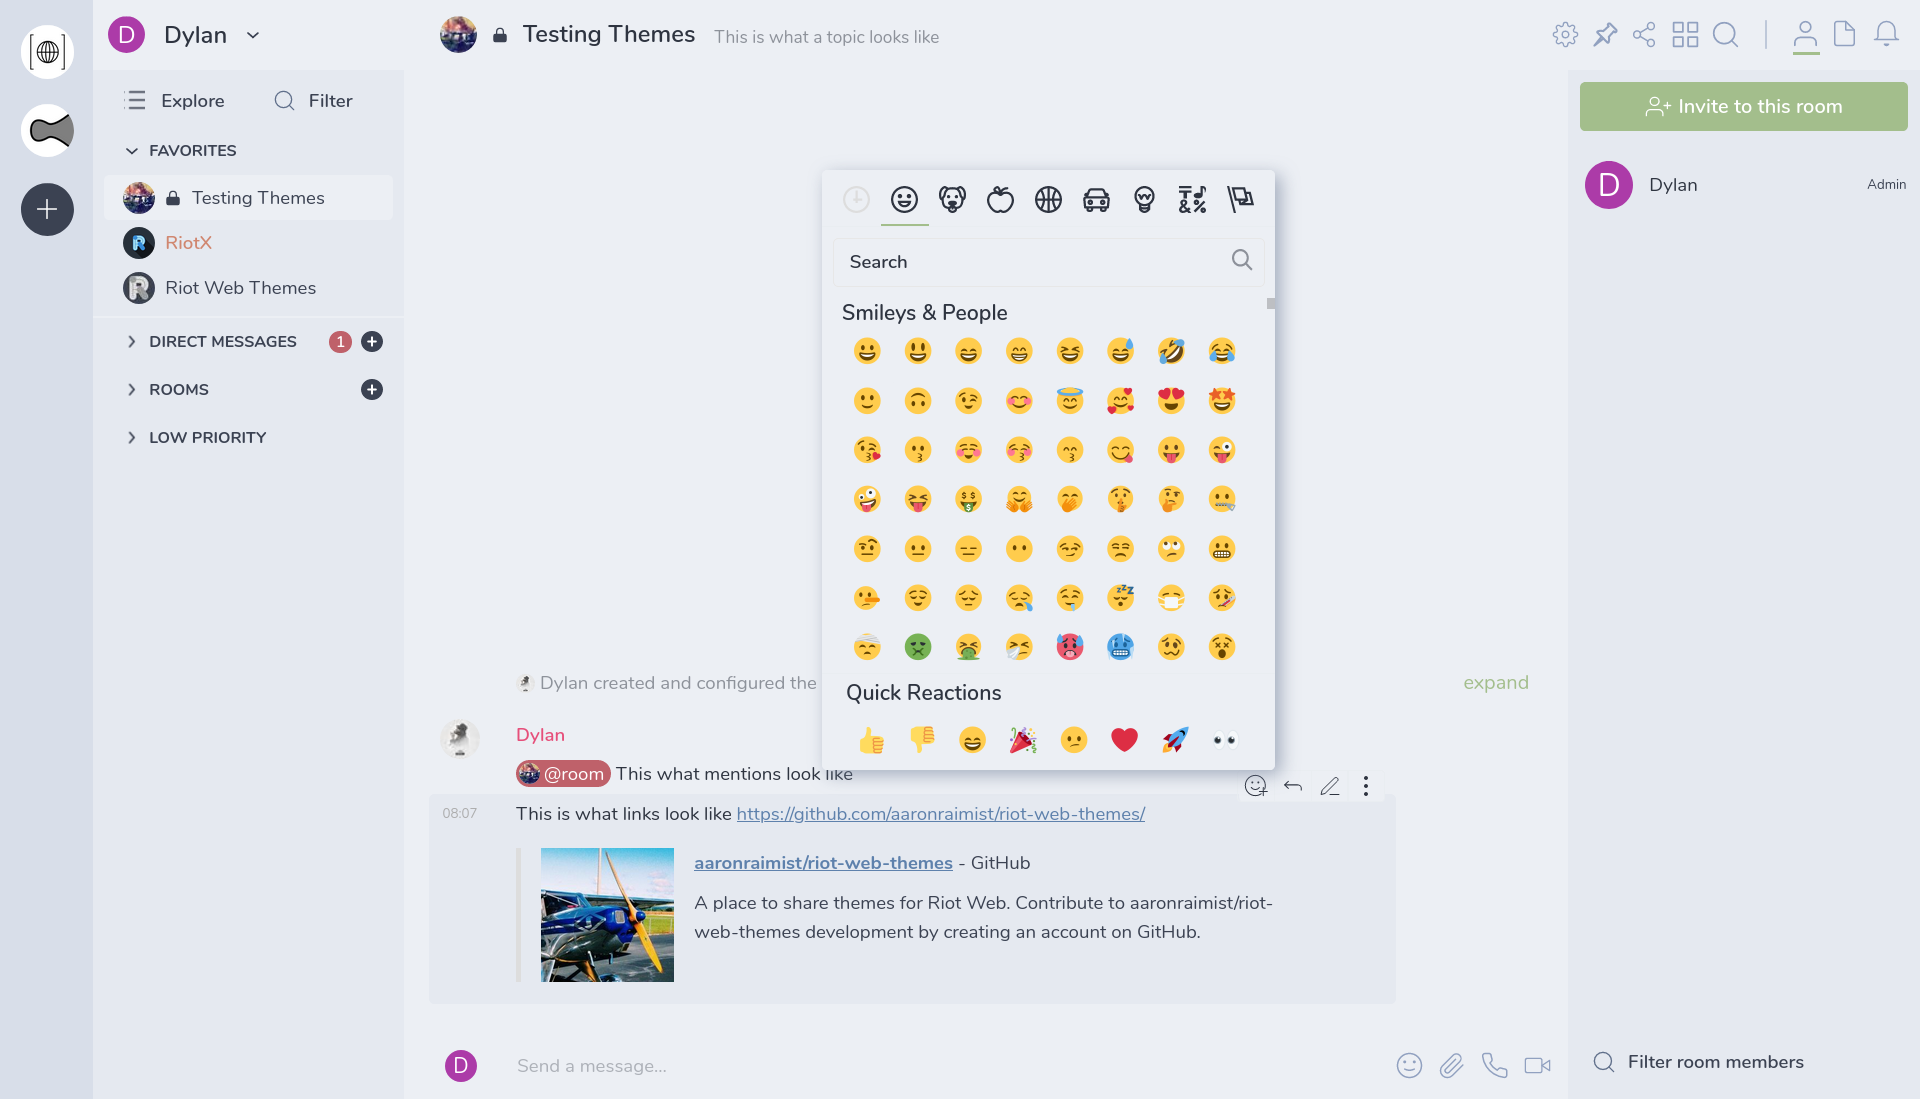 D Dylan
Testing Themes This is what a topic looks like
Explore Filter
FAVORITES
Testing Themes
RiotX
Riot Web Themes
DIRECT MESSAGES 1
ROOMS
LOW PRIORITY
Search
Smileys & People
Quick Reactions
Dylan created and configured the
expand
Dylan
@room This what mentions look like
08:07 This is what links look like https://github.com/aaronraimist/riot-web-themes/
aaronraimist/riot-web-themes - GitHub
A place to share themes for Riot Web. Contribute to aaronraimist/riot-
web-themes development by creating an account on GitHub.
D Send a message...
Invite to this room
D Dylan Admin
Filter room members